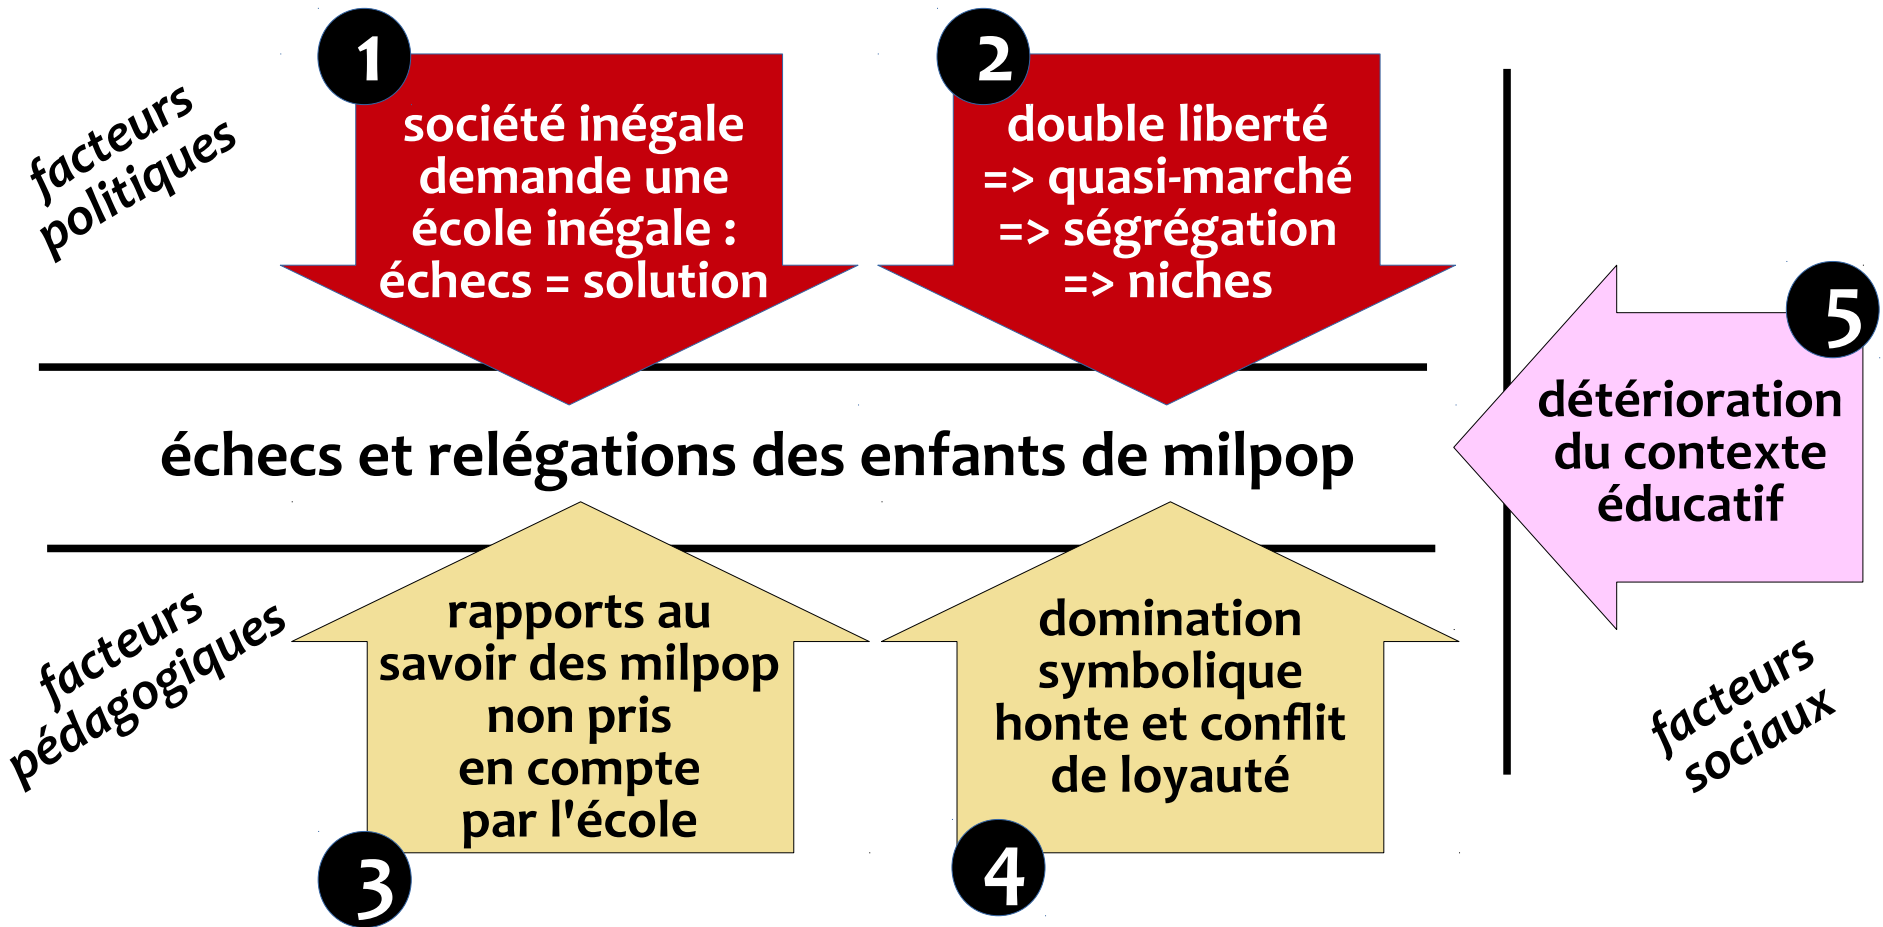 facteurs
politiques
1
société inégale
demande une
école inégale :
échecs = solution
2
double liberté
=> quasi-marché
=> ségrégation
=> niches
échecs et relégations des enfants de milpop
5
détérioration
du contexte
éducatif
facteurs
pédagogiques
3
rapports au
savoir des milpop
non pris
en compte
par l'école
4
domination
symbolique
honte et conflit
de loyauté
facteurs
sociaux